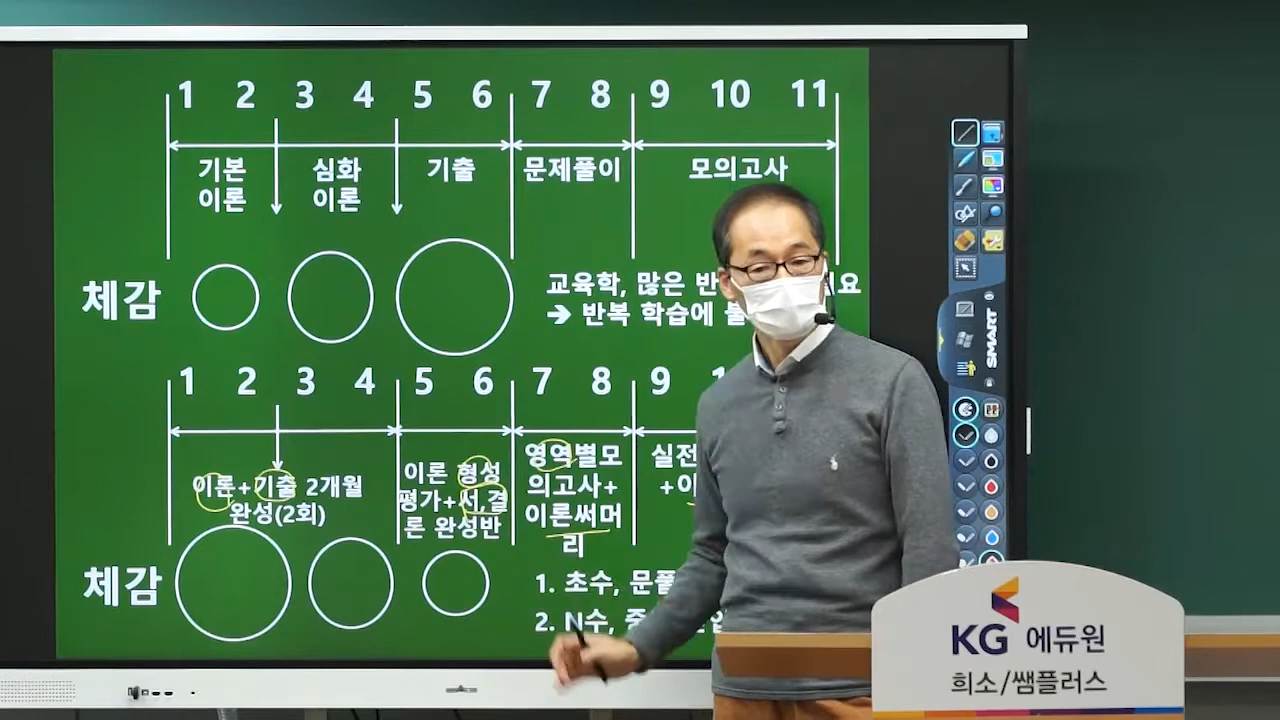 1 2 3 4 5 6 7 8 9 10 11
기본 심화 기출 문제풀이 모의고사
이론 이론
체감
교육학, 많은 반
요
➔ 반복 학습에
1 2 3 4 5 6 7 8 9
이론+기출 2개월
완성(2회)
이론 형성
평가+서,결
론 완성반
영역별모
의고사+
이론써머
리
실전
체감
1. 초수,
2. N수,
SMART
KG 에듀원
희소/쌤플러스